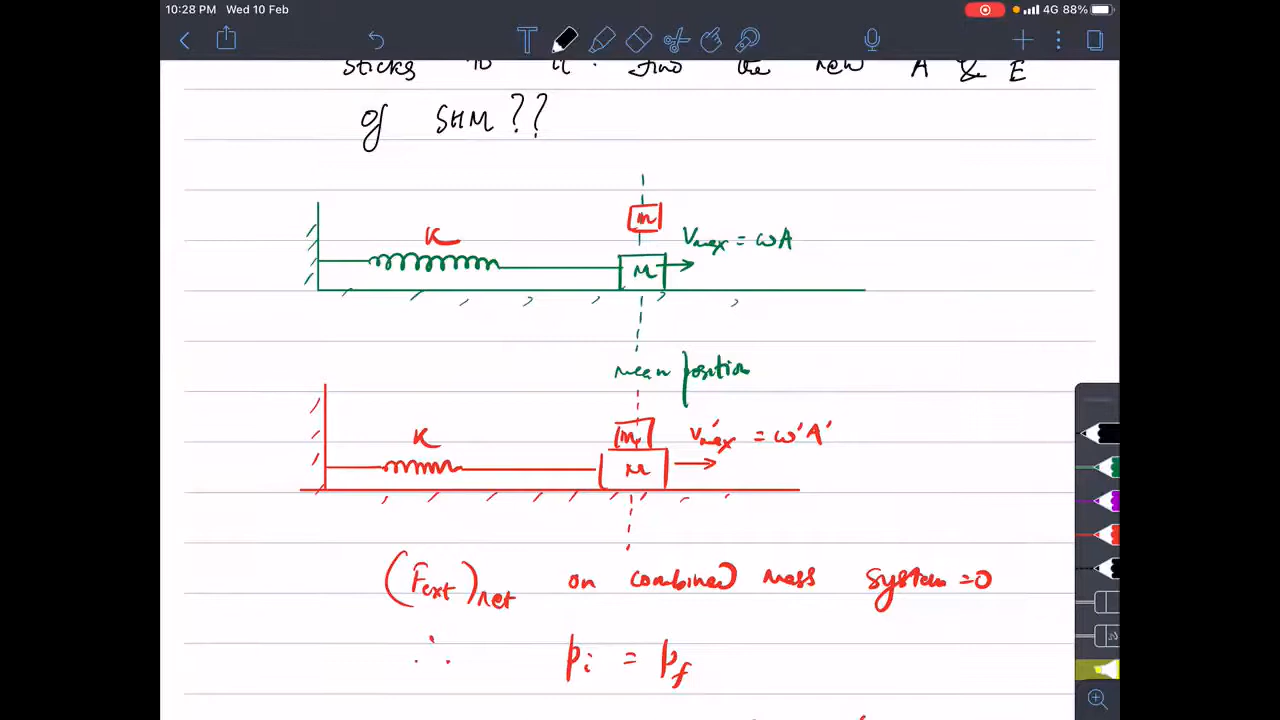 10:28 PM Wed 10 Feb
4G 88%
sticks to it. Find the new A & E
of SHM??
m
K
Vmax = ωA
M
mean position
m
K
V'max = ω'A'
M
(Fext)net on combined mass system = 0
∴ Pi = Pf